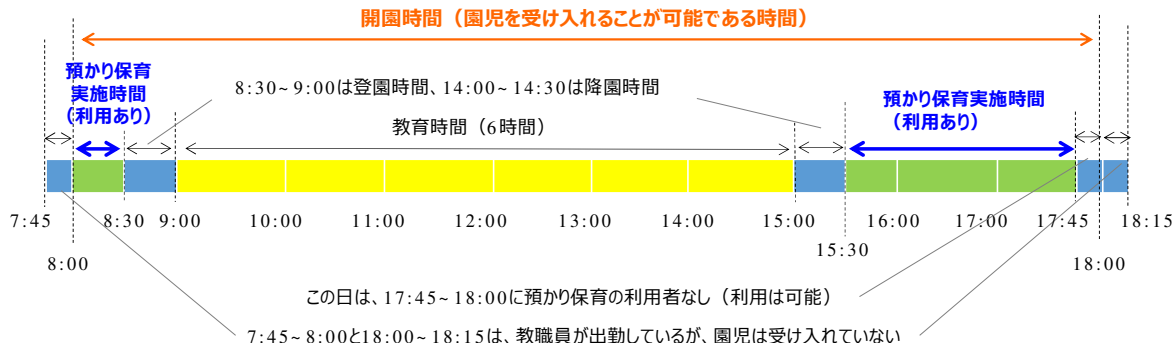 開園時間（園児を受け入れることが可能である時間）
預かり保育
実施時間
（利用あり）
8:30~9:00は登園時間、14:00~14:30は降園時間
預かり保育実施時間
（利用あり）
教育時間（6時間）
7:45
8:30
9:00
10:00
11:00
12:00
13:00
14:00
15:00
16:00
17:00
17:45
18:15
8:00
15:30
18:00
この日は、17:45~18:00に預かり保育の利用者なし（利用は可能）
7:45~8:00と18:00~18:15は、教職員が出勤しているが、園児は受け入れていない